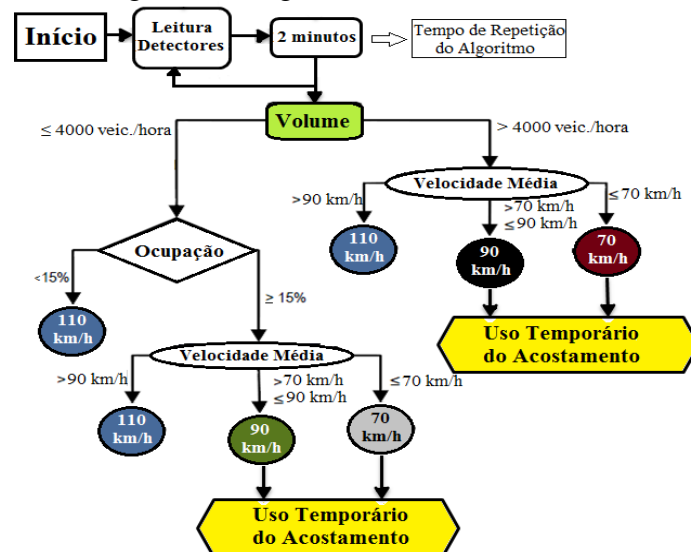 Início
Leitura
Detectores
2 minutos
Tempo de Repetição
do Algoritmo
≤ 4000 veic./hora
Volume
> 4000 veic./hora
Velocidade Média
>90 km/h
>70 km/h
≤90 km/h
≤70 km/h
110
km/h
90
km/h
70
km/h
Uso Temporário
do Acostamento
Ocupação
<15%
≥ 15%
110
km/h
Velocidade Média
>90 km/h
>70 km/h
≤90 km/h
≤70 km/h
110
km/h
90
km/h
70
km/h
Uso Temporário
do Acostamento